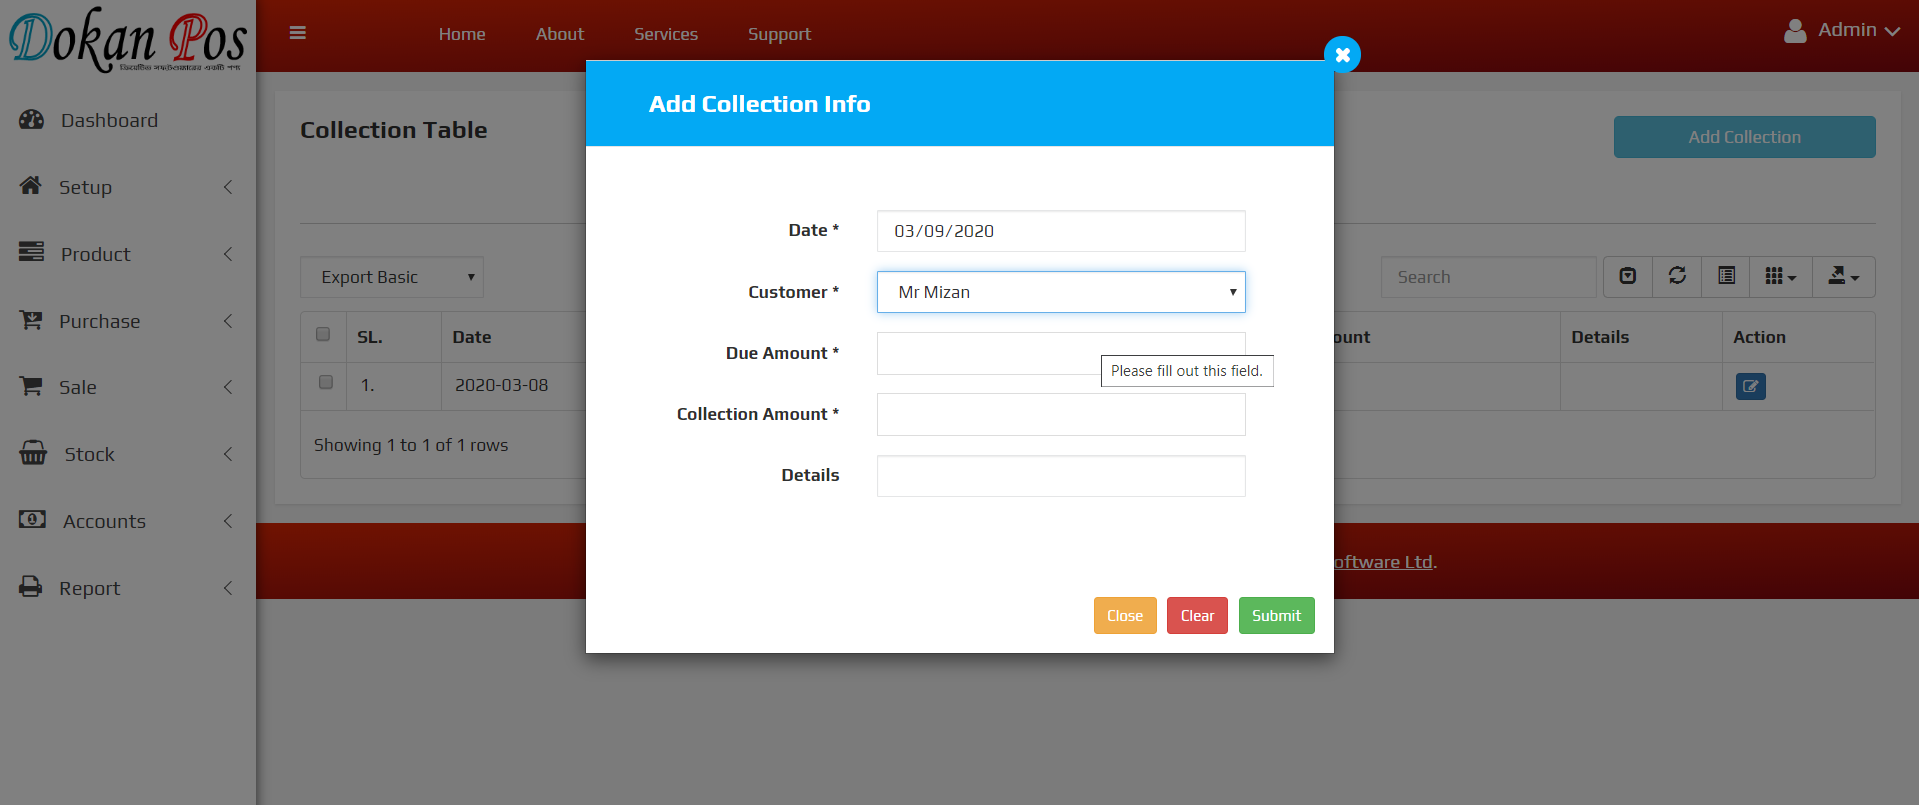 Dokan Pos
Home About Services Support
Admin
Dashboard
Setup
Product
Purchase
Sale
Stock
Accounts
Report
Collection Table
Add Collection
Export Basic
Search
SL. Date ount Details Action
1. 2020-03-08
Showing 1 to 1 of 1 rows
oftware Ltd.
Add Collection Info
Date * 03/09/2020
Customer * Mr Mizan
Due Amount *
Please fill out this field.
Collection Amount *
Details
Close Clear Submit